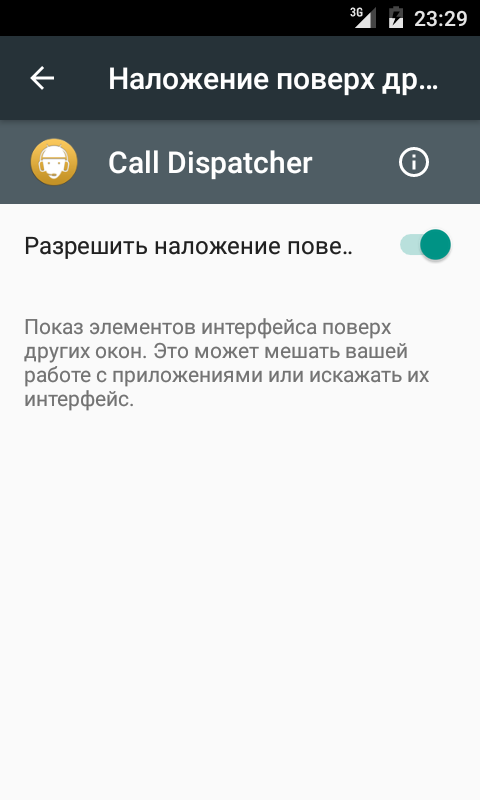 3G 23:29
Наложение поверх др…
Call Dispatcher
Разрешить наложение пове..
Показ элементов интерфейса поверх
других окон. Это может мешать вашей
работе с приложениями или искажать их
интерфейс.